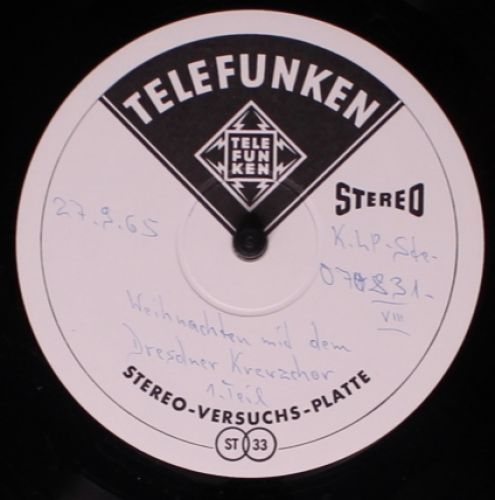 TELEFUNKEN
TELE
FUN
KEN
STEREO
27.9.65
K.LP-Ste-
070831-
VIII
Weihnachten mid dem
Dresdner Kreuzchor
1. Teil
STEREO-VERSUCHS-PLATTE
ST 33